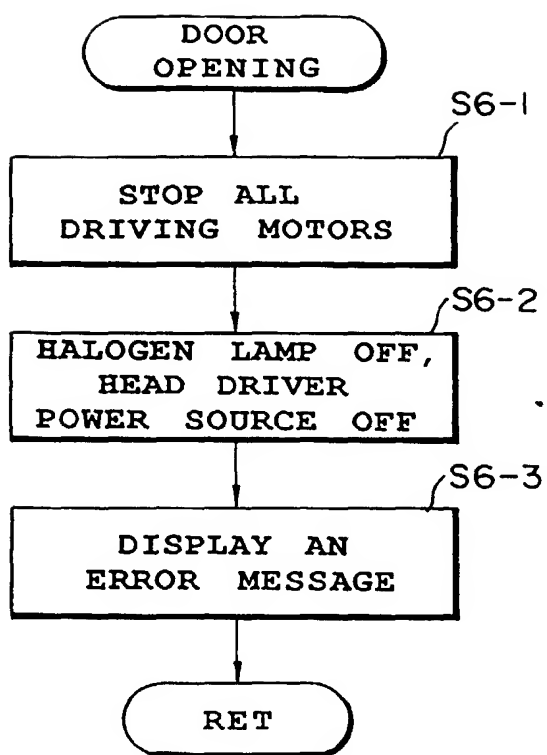 DOOR
OPENING
S6-1
STOP ALL
DRIVING MOTORS
S6-2
HALOGEN LAMP OFF,
HEAD DRIVER
POWER SOURCE OFF
S6-3
DISPLAY AN
ERROR MESSAGE
RET